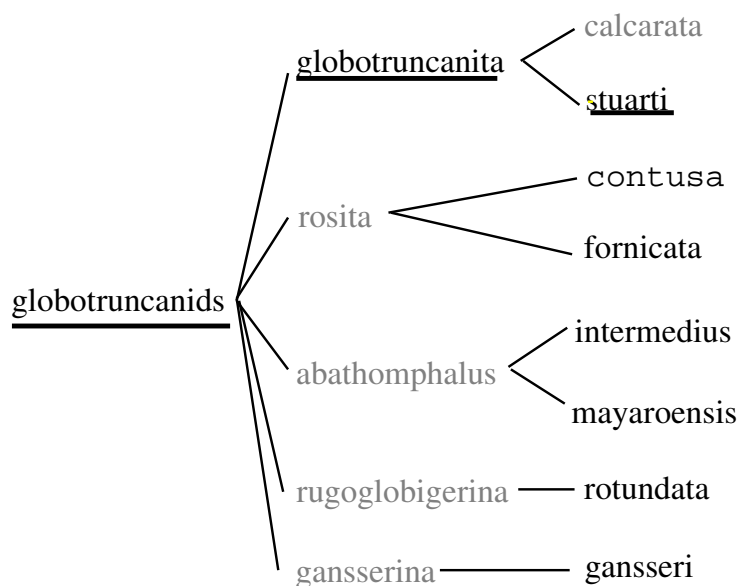 calcarata
globotruncanita
stuarti
contusa
rosita
fornicata
globotruncanids
intermedius
abathomphalus
mayaroensis
rugoglobigerina
rotundata
gansserina
gansseri